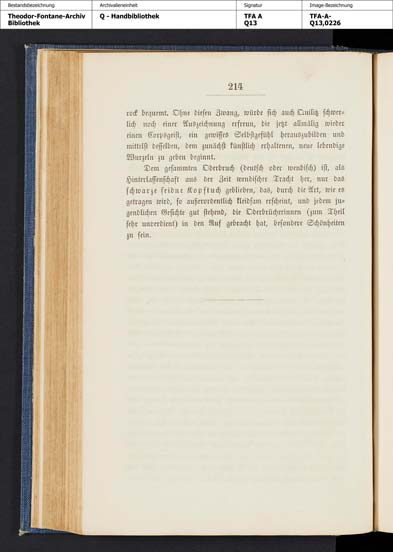 Bestandsbezeichnung
Theodor-Fontane-Archiv
Bibliothek
Archivalieneinheit
Q - Handbibliothek
Signatur
TFA A
Q13
Image-Bezeichnung
TFA-A-
Q13,0226
214
rock bequemt. Ohne diesen Zwang, würde sich auch Quilitz schwer-
lich noch einer Auszeichnung erfreun, die jetzt allmälig wieder
einen Corpsgeist, ein gewisses Selbstgefühl herauszubilden und
mittelst desselben, dem zunächst künstlich erhaltenen, neue lebendige
Wurzeln zu geben beginnt.
Dem gesammten Oderbruch (deutsch oder wendisch) ist, als
Hinterlassenschaft aus der Zeit wendischer Tracht her, nur das
schwarze seidne Kopftuch geblieben, das, durch die Art, wie es
getragen wird, so außerordentlich kleidsam erscheint, und jedem ju-
gendlichen Gesichte gut stehend, die Oderbrücherinnen (zum Theil
sehr unverdient) in den Ruf gebracht hat, besondere Schönheiten
zu sein.